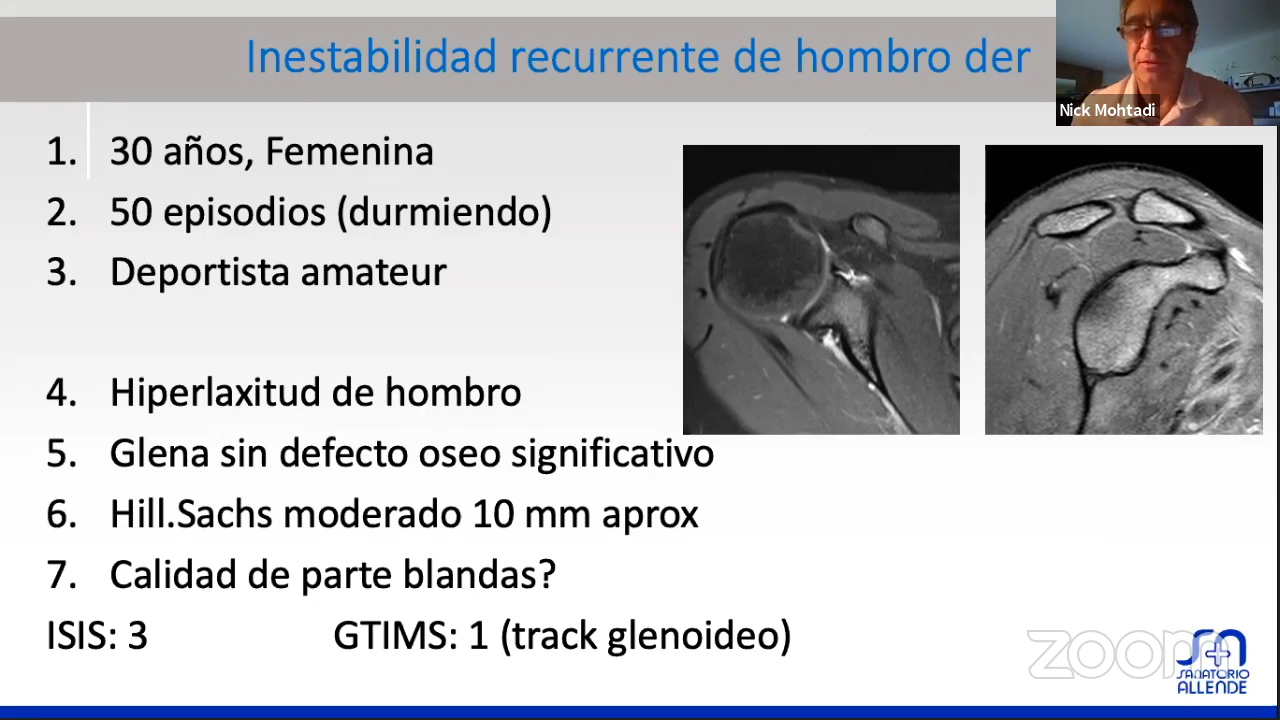 Inestabilidad recurrente de hombro der
Nick Mohtadi
1. 30 años, Femenina
2. 50 episodios (durmiendo)
3. Deportista amateur
4. Hiperlaxitud de hombro
5. Glena sin defecto oseo significativo
6. Hill.Sachs moderado 10 mm aprox
7. Calidad de parte blandas?
ISIS: 3 GTIMS: 1 (track glenoideo)
zoom
SANATORIO
ALLENDE